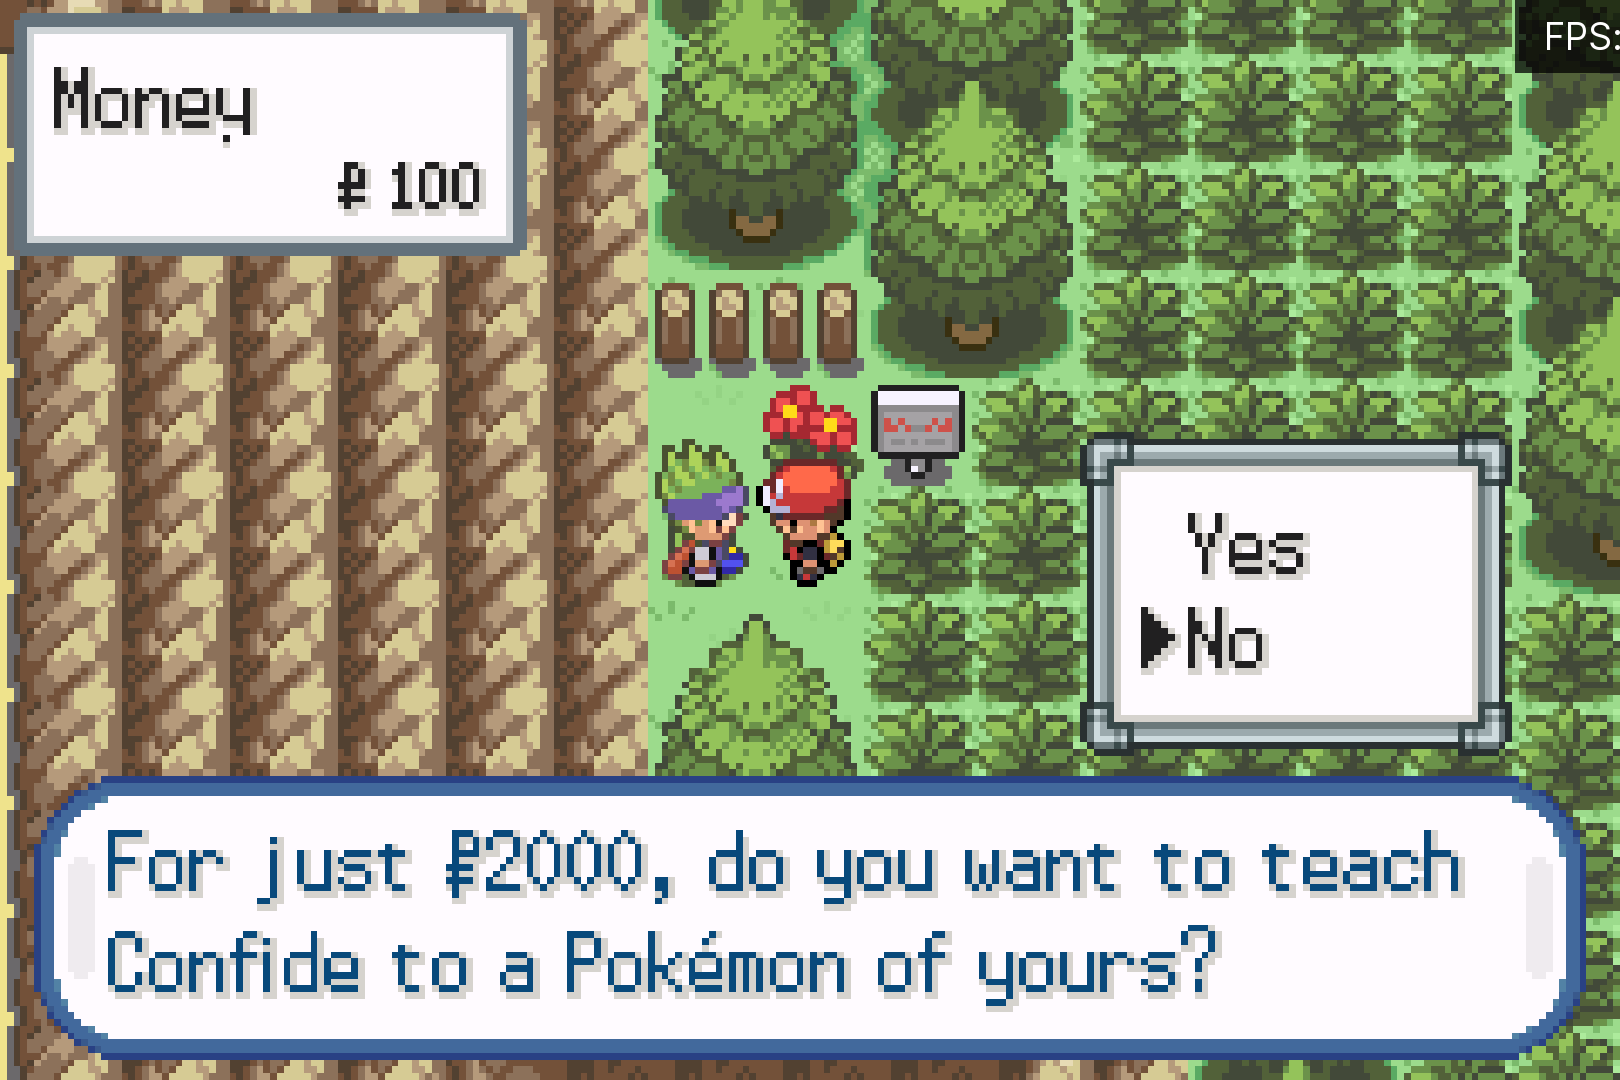 Money
₽ 100
FPS:
Yes
No
For just ₽2000, do you want to teach
Confide to a Pokémon of yours?